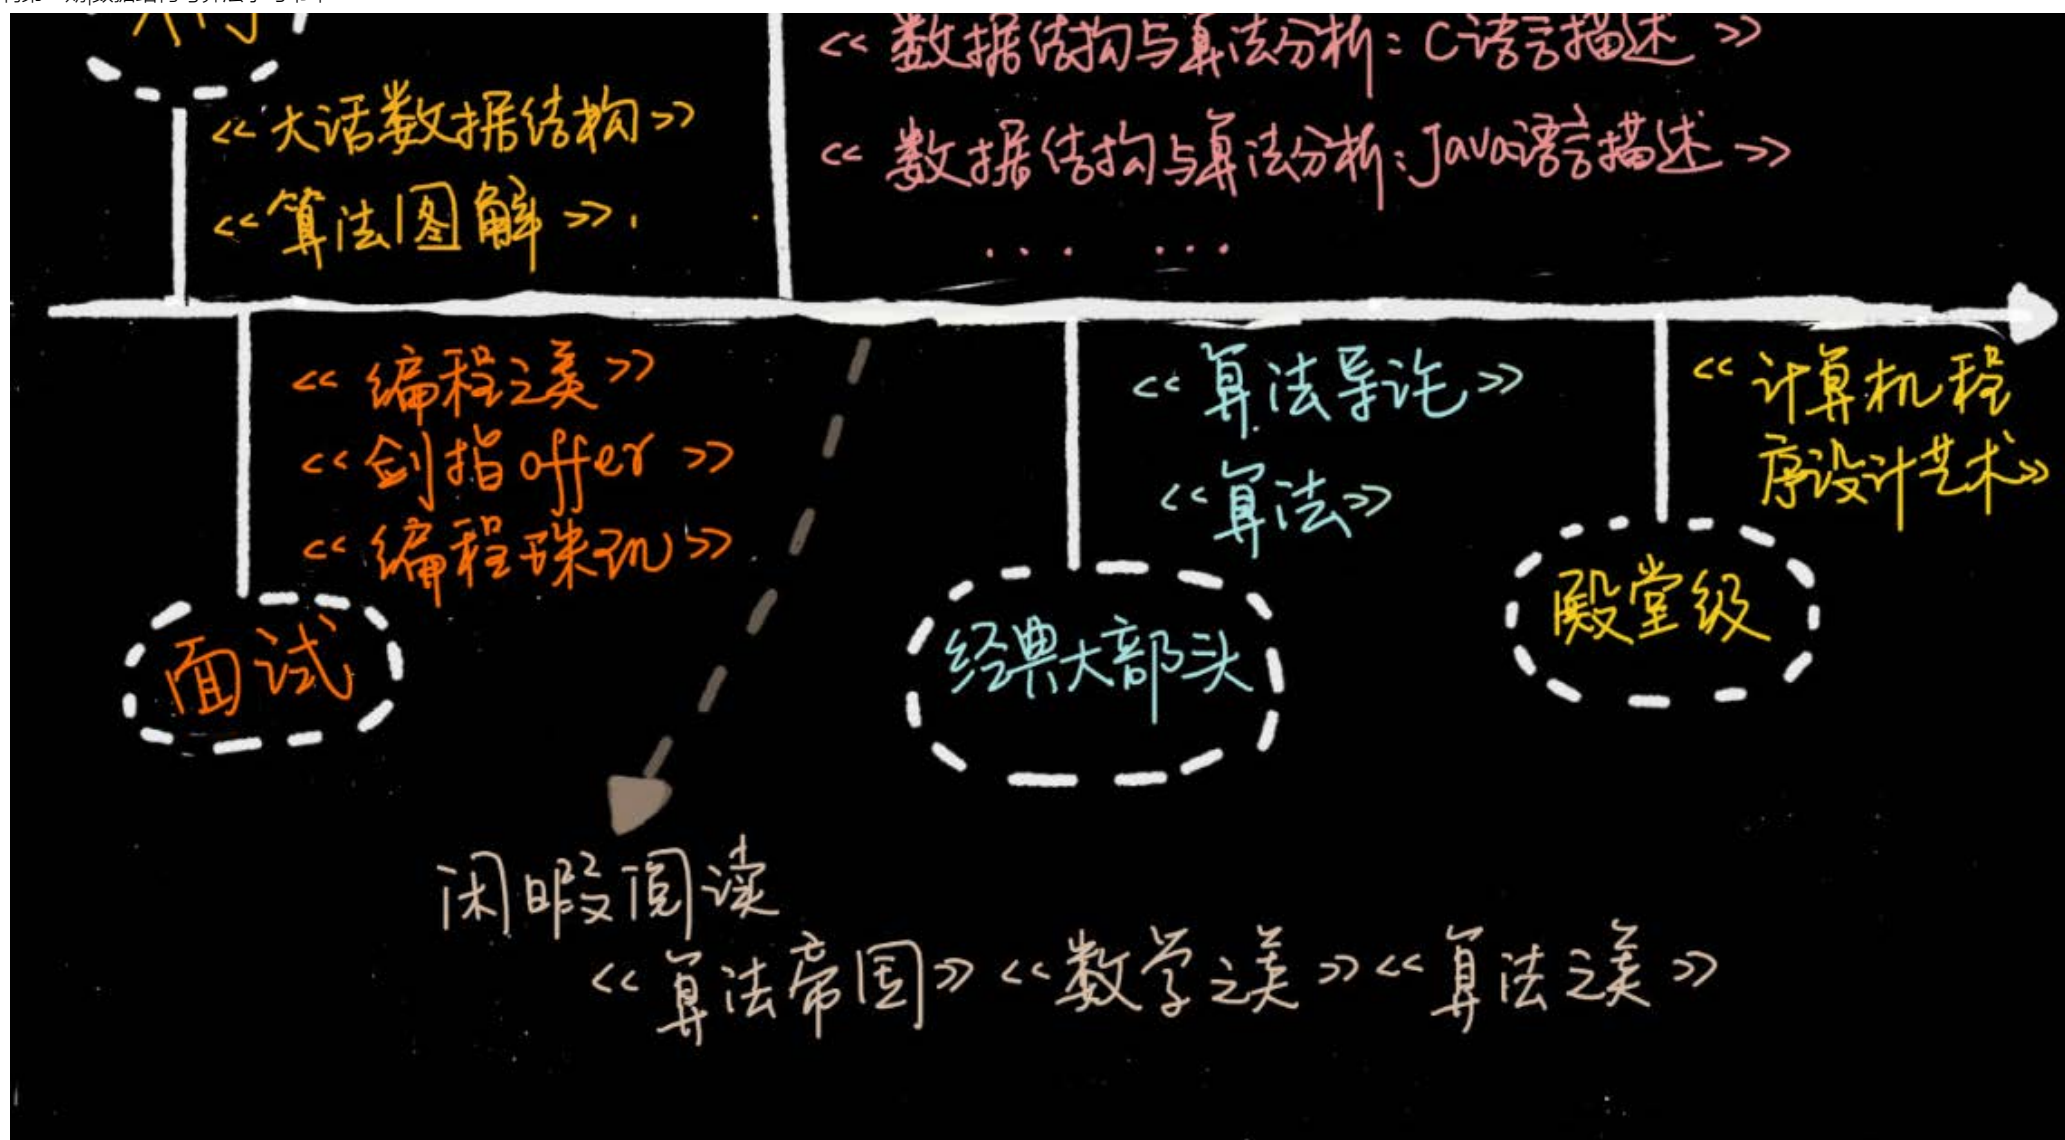 <<数据结构与算法分析:C语言描述>>
<<大话数据结构>>
<<数据结构与算法分析:Java语言描述>>
<<算法图解>>.
... ...
<<编程之美>>
<<剑指offer>>
<<编程珠玑>>
面试
<<算法导论>>
<<算法>>
经典大部头
<<计算机程
序设计艺术>>
殿堂级
闲暇阅读
<<算法帝国>><<数学之美>><<算法之美>>